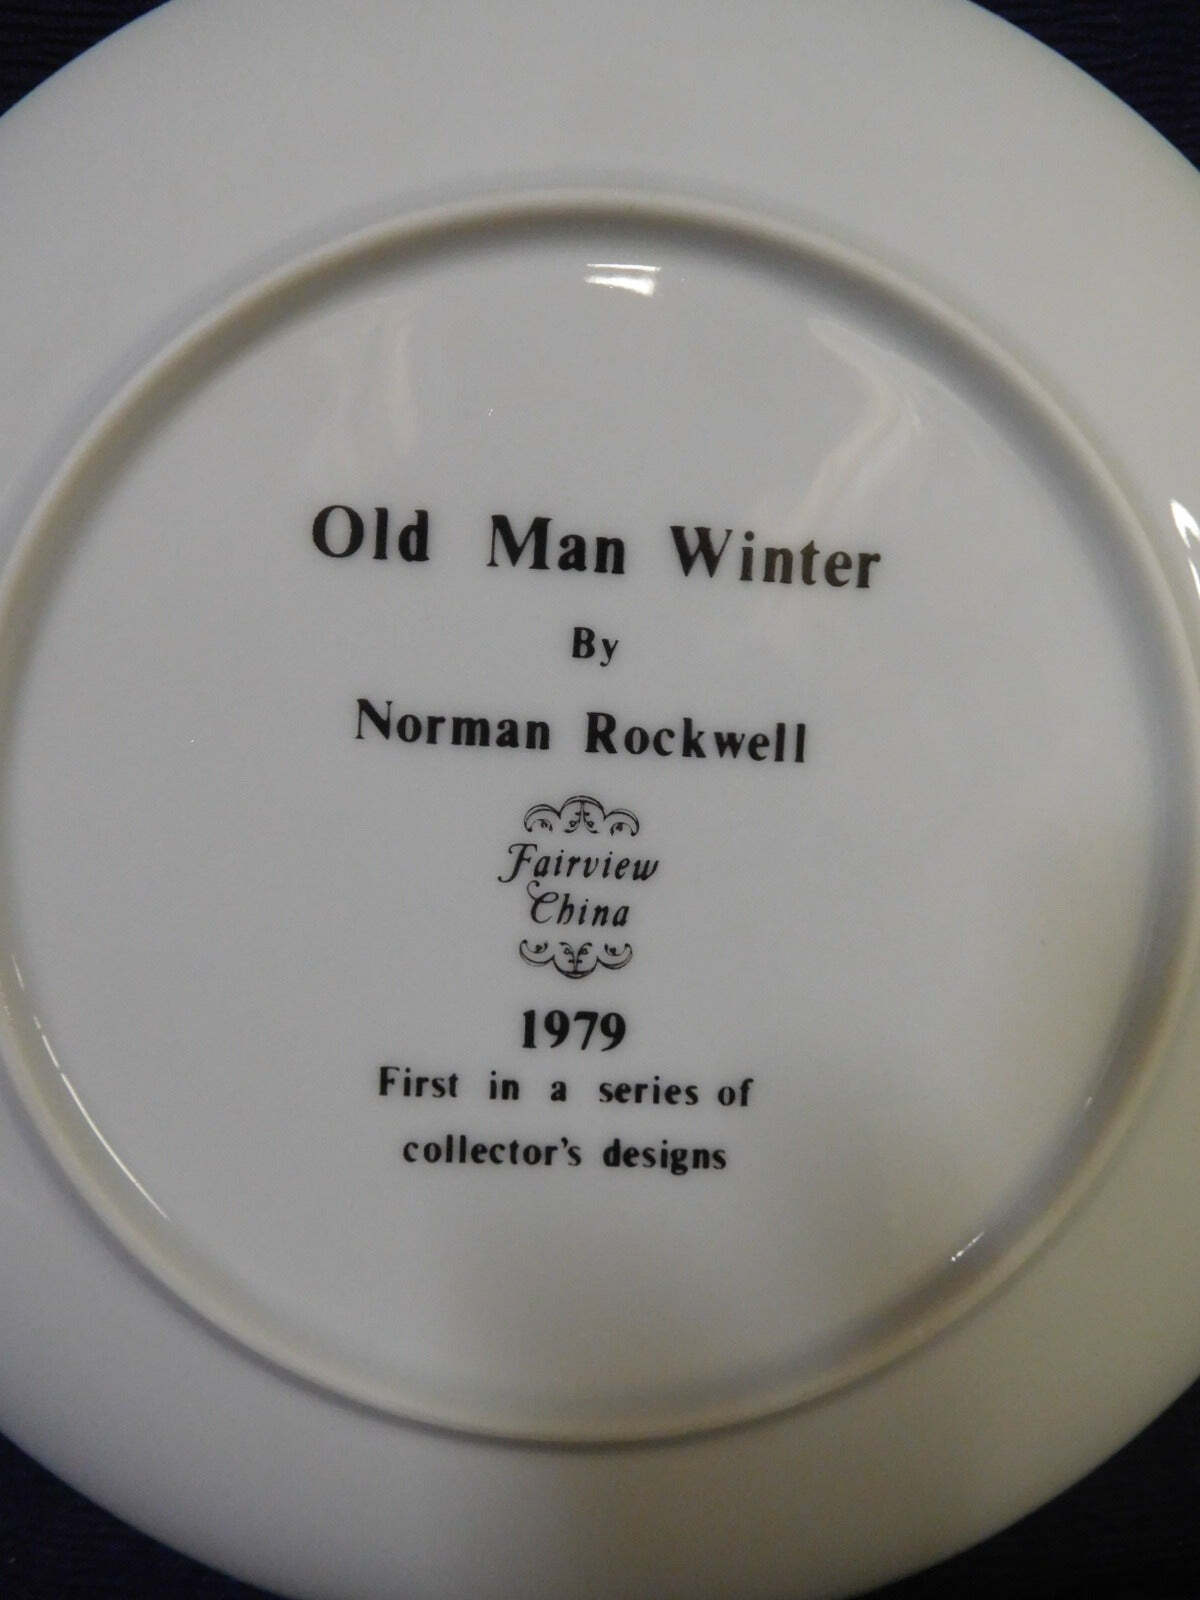 Old Man Winter
By
Norman Rockwell
Fairview
China
1979
First in a series of
collector's designs